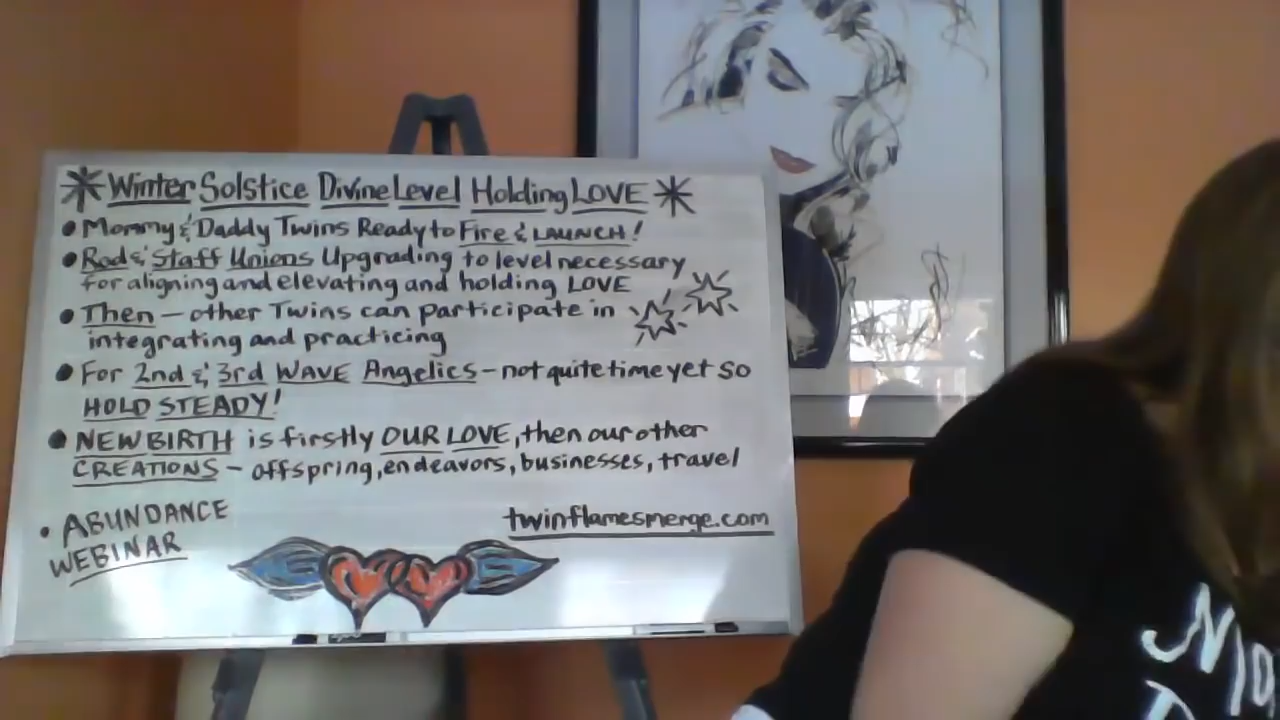 * Winter Solstice Divine Level Holding LOVE *
• Mommy & Daddy Twins Ready to Fire & LAUNCH!
• Rod & Staff Unions Upgrading to level necessary
for aligning and elevating and holding LOVE
• Then — other Twins can participate in
integrating and practicing
• For 2nd & 3rd WAVE Angelics - not quite time yet so
HOLD STEADY!
• NEW BIRTH is firstly OUR LOVE, then our other
CREATIONS - offspring, endeavors, businesses, travel
• ABUNDANCE
WEBINAR
twinflamesmerge.com